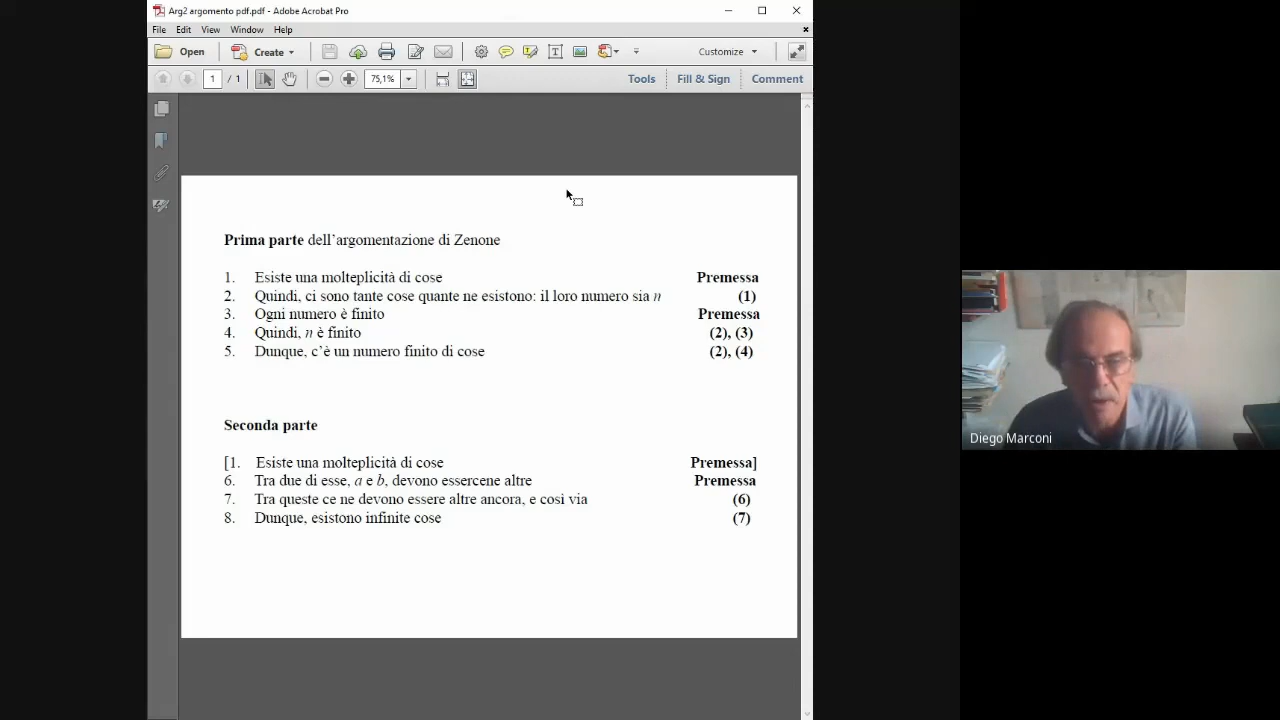 Arg2 argomento pdf.pdf - Adobe Acrobat Pro
File Edit View Window Help
Open Create Customize
1 / 1 75,1% Tools Fill & Sign Comment
Prima parte dell'argomentazione di Zenone
1. Esiste una molteplicità di cose Premessa
2. Quindi, ci sono tante cose quante ne esistono: il loro numero sia n (1)
3. Ogni numero è finito Premessa
4. Quindi, n è finito (2), (3)
5. Dunque, c'è un numero finito di cose (2), (4)
Seconda parte
[1. Esiste una molteplicità di cose Premessa]
6. Tra due di esse, a e b, devono essercene altre Premessa
7. Tra queste ce ne devono essere altre ancora, e così via (6)
8. Dunque, esistono infinite cose (7)
Diego Marconi